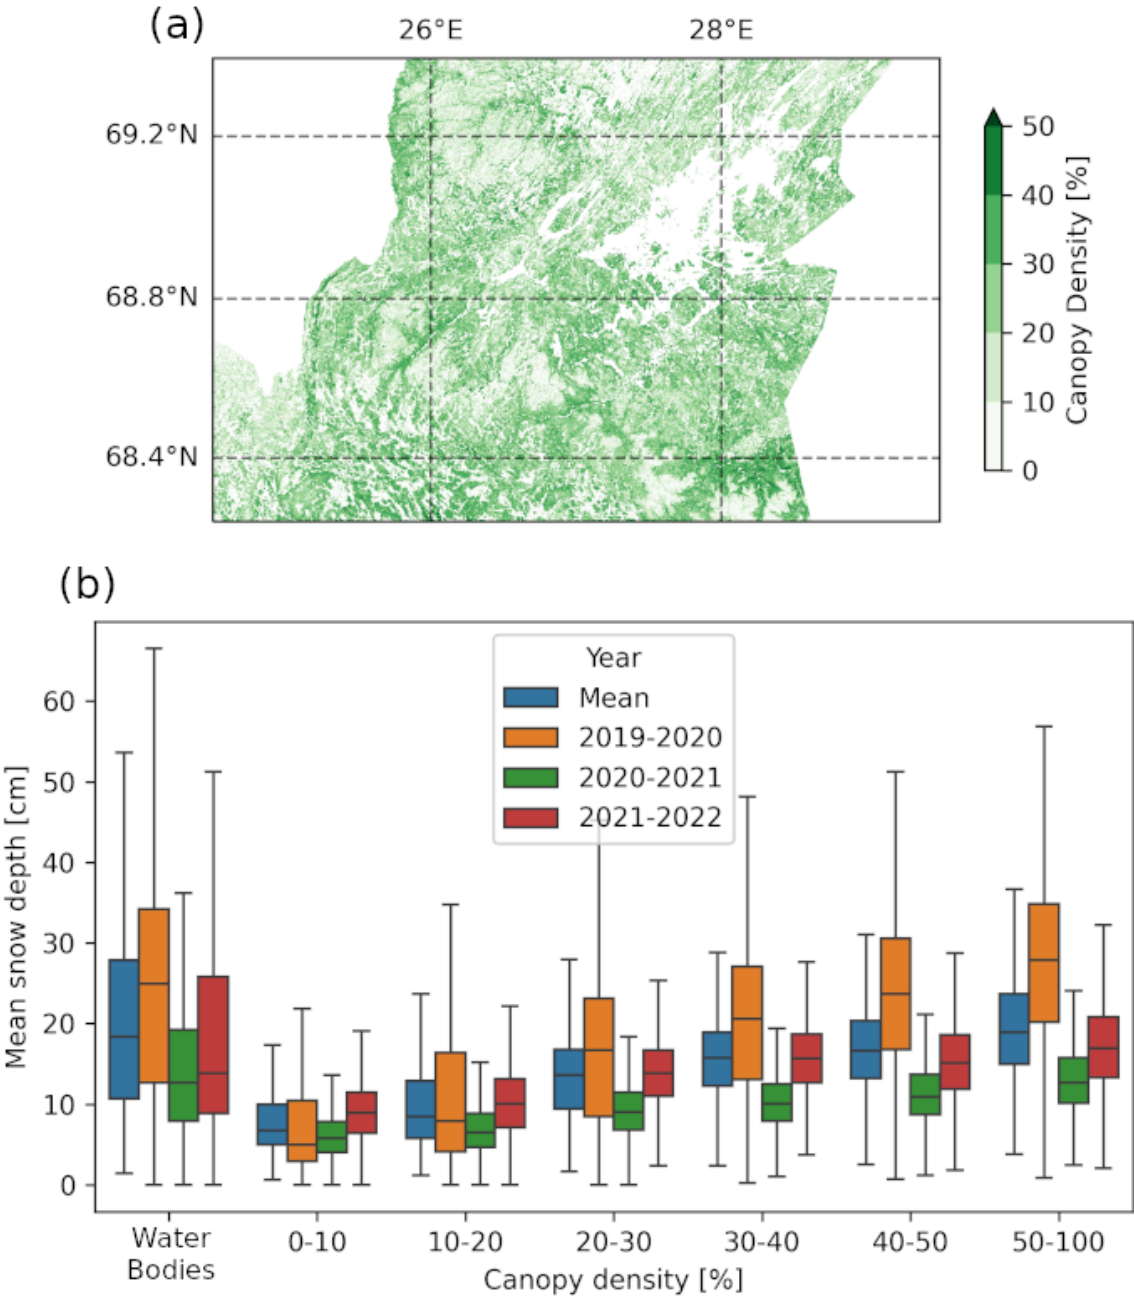 (a)
26°E 28°E
69.2°N
68.8°N
68.4°N
50
40
30
20
10
0
Canopy Density [%]
(b)
Mean snow depth [cm]
60
50
40
30
20
10
0
Year
Mean
2019-2020
2020-2021
2021-2022
Water
Bodies
0-10 10-20 20-30 30-40 40-50 50-100
Canopy density [%]